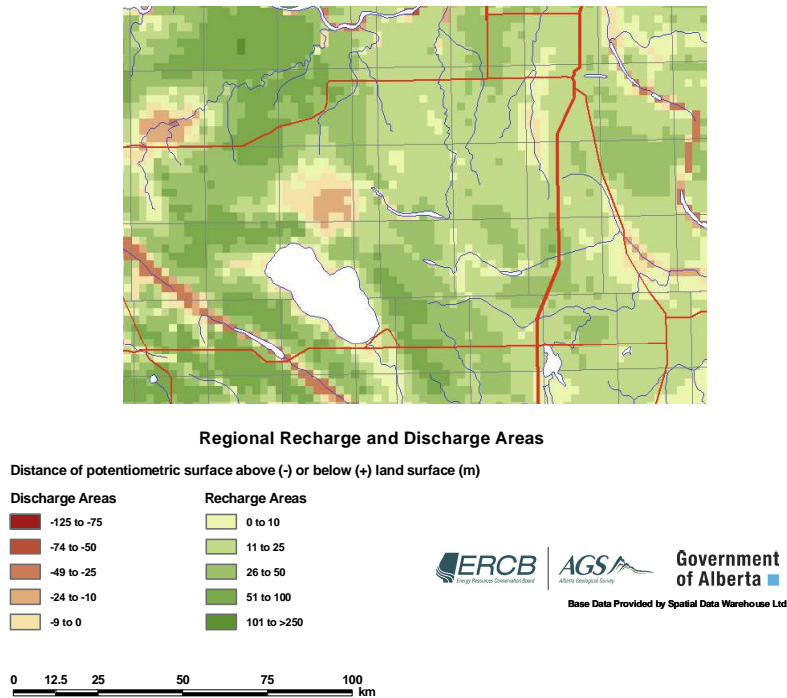 Regional Recharge and Discharge Areas
Distance of potentiometric surface above (-) or below (+) land surface (m)
Discharge Areas
-125 to -75
-74 to -50
-49 to -25
-24 to -10
-9 to 0
Recharge Areas
0 to 10
11 to 25
26 to 50
51 to 100
101 to >250
ERCB
Energy Resources Conservation Board
AGS
Alberta Geological Survey
Government
of Alberta
Base Data Provided by Spatial Data Warehouse Ltd
0 12.5 25 50 75 100
km